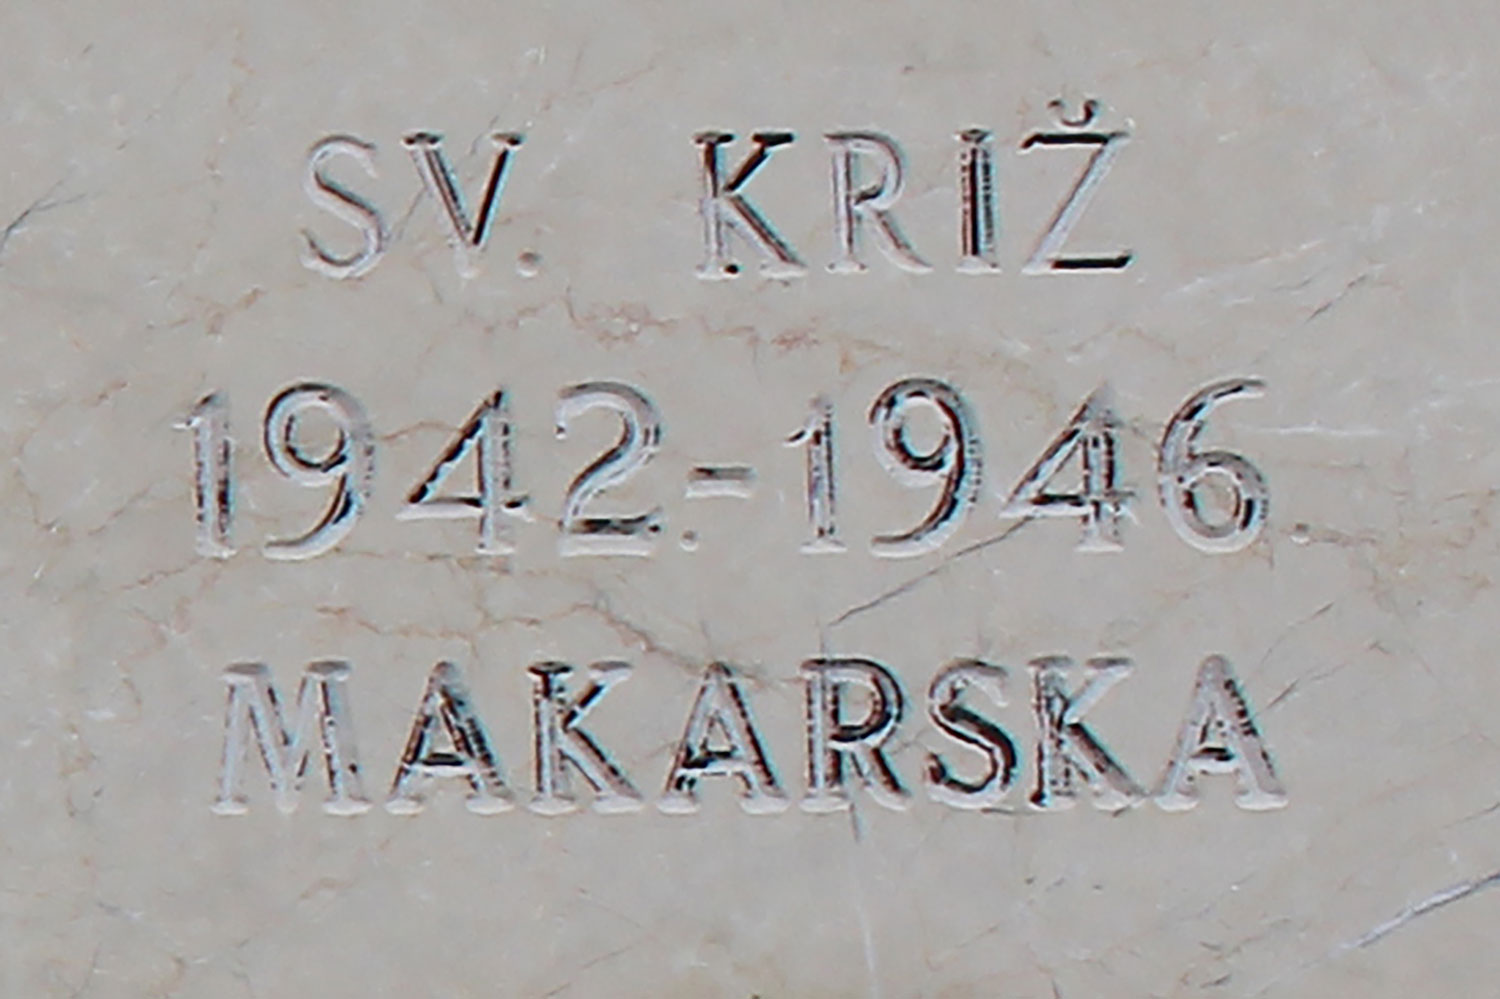 SV. KRIŽ
1942.-1946.
MAKARSKA